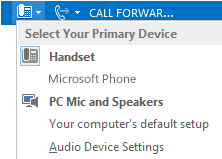 CALL FORWAR...
Select Your Primary Device
Handset
Microsoft Phone
PC Mic and Speakers
Your computer's default setup
Audio Device Settings